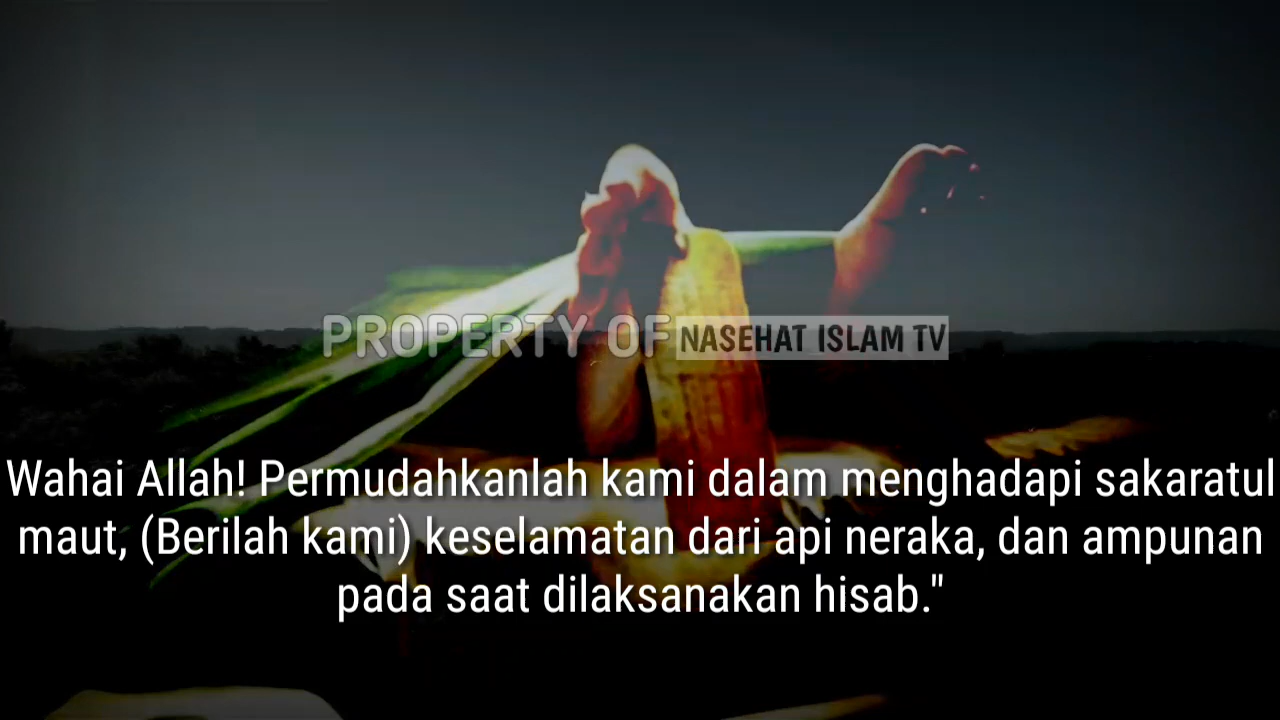 PROPERTY OF NASEHAT ISLAM TV
Wahai Allah! Permudahkanlah kami dalam menghadapi sakaratul
maut, (Berilah kami) keselamatan dari api neraka, dan ampunan
pada saat dilaksanakan hisab."